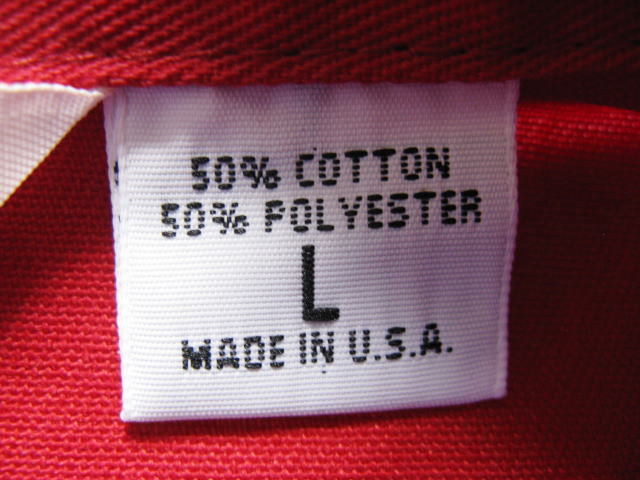 50% COTTON
50% POLYESTER
L
MADE IN U.S.A.